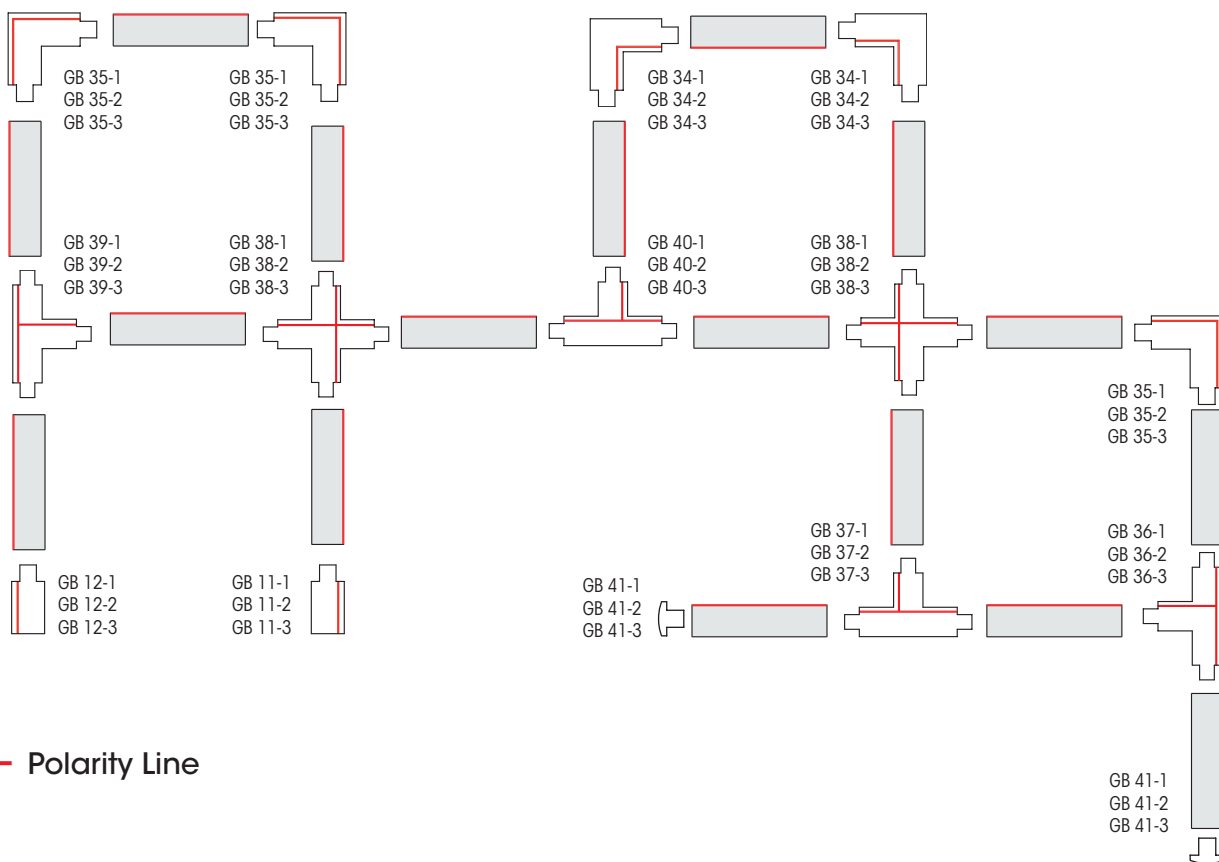 GB 35-1
GB 35-2
GB 35-3
GB 35-1
GB 35-2
GB 35-3
GB 34-1
GB 34-2
GB 34-3
GB 34-1
GB 34-2
GB 34-3
GB 39-1
GB 39-2
GB 39-3
GB 38-1
GB 38-2
GB 38-3
GB 40-1
GB 40-2
GB 40-3
GB 38-1
GB 38-2
GB 38-3
GB 35-1
GB 35-2
GB 35-3
GB 12-1
GB 12-2
GB 12-3
GB 11-1
GB 11-2
GB 11-3
GB 41-1
GB 41-2
GB 41-3
GB 37-1
GB 37-2
GB 37-3
GB 36-1
GB 36-2
GB 36-3
Polarity Line
GB 41-1
GB 41-2
GB 41-3